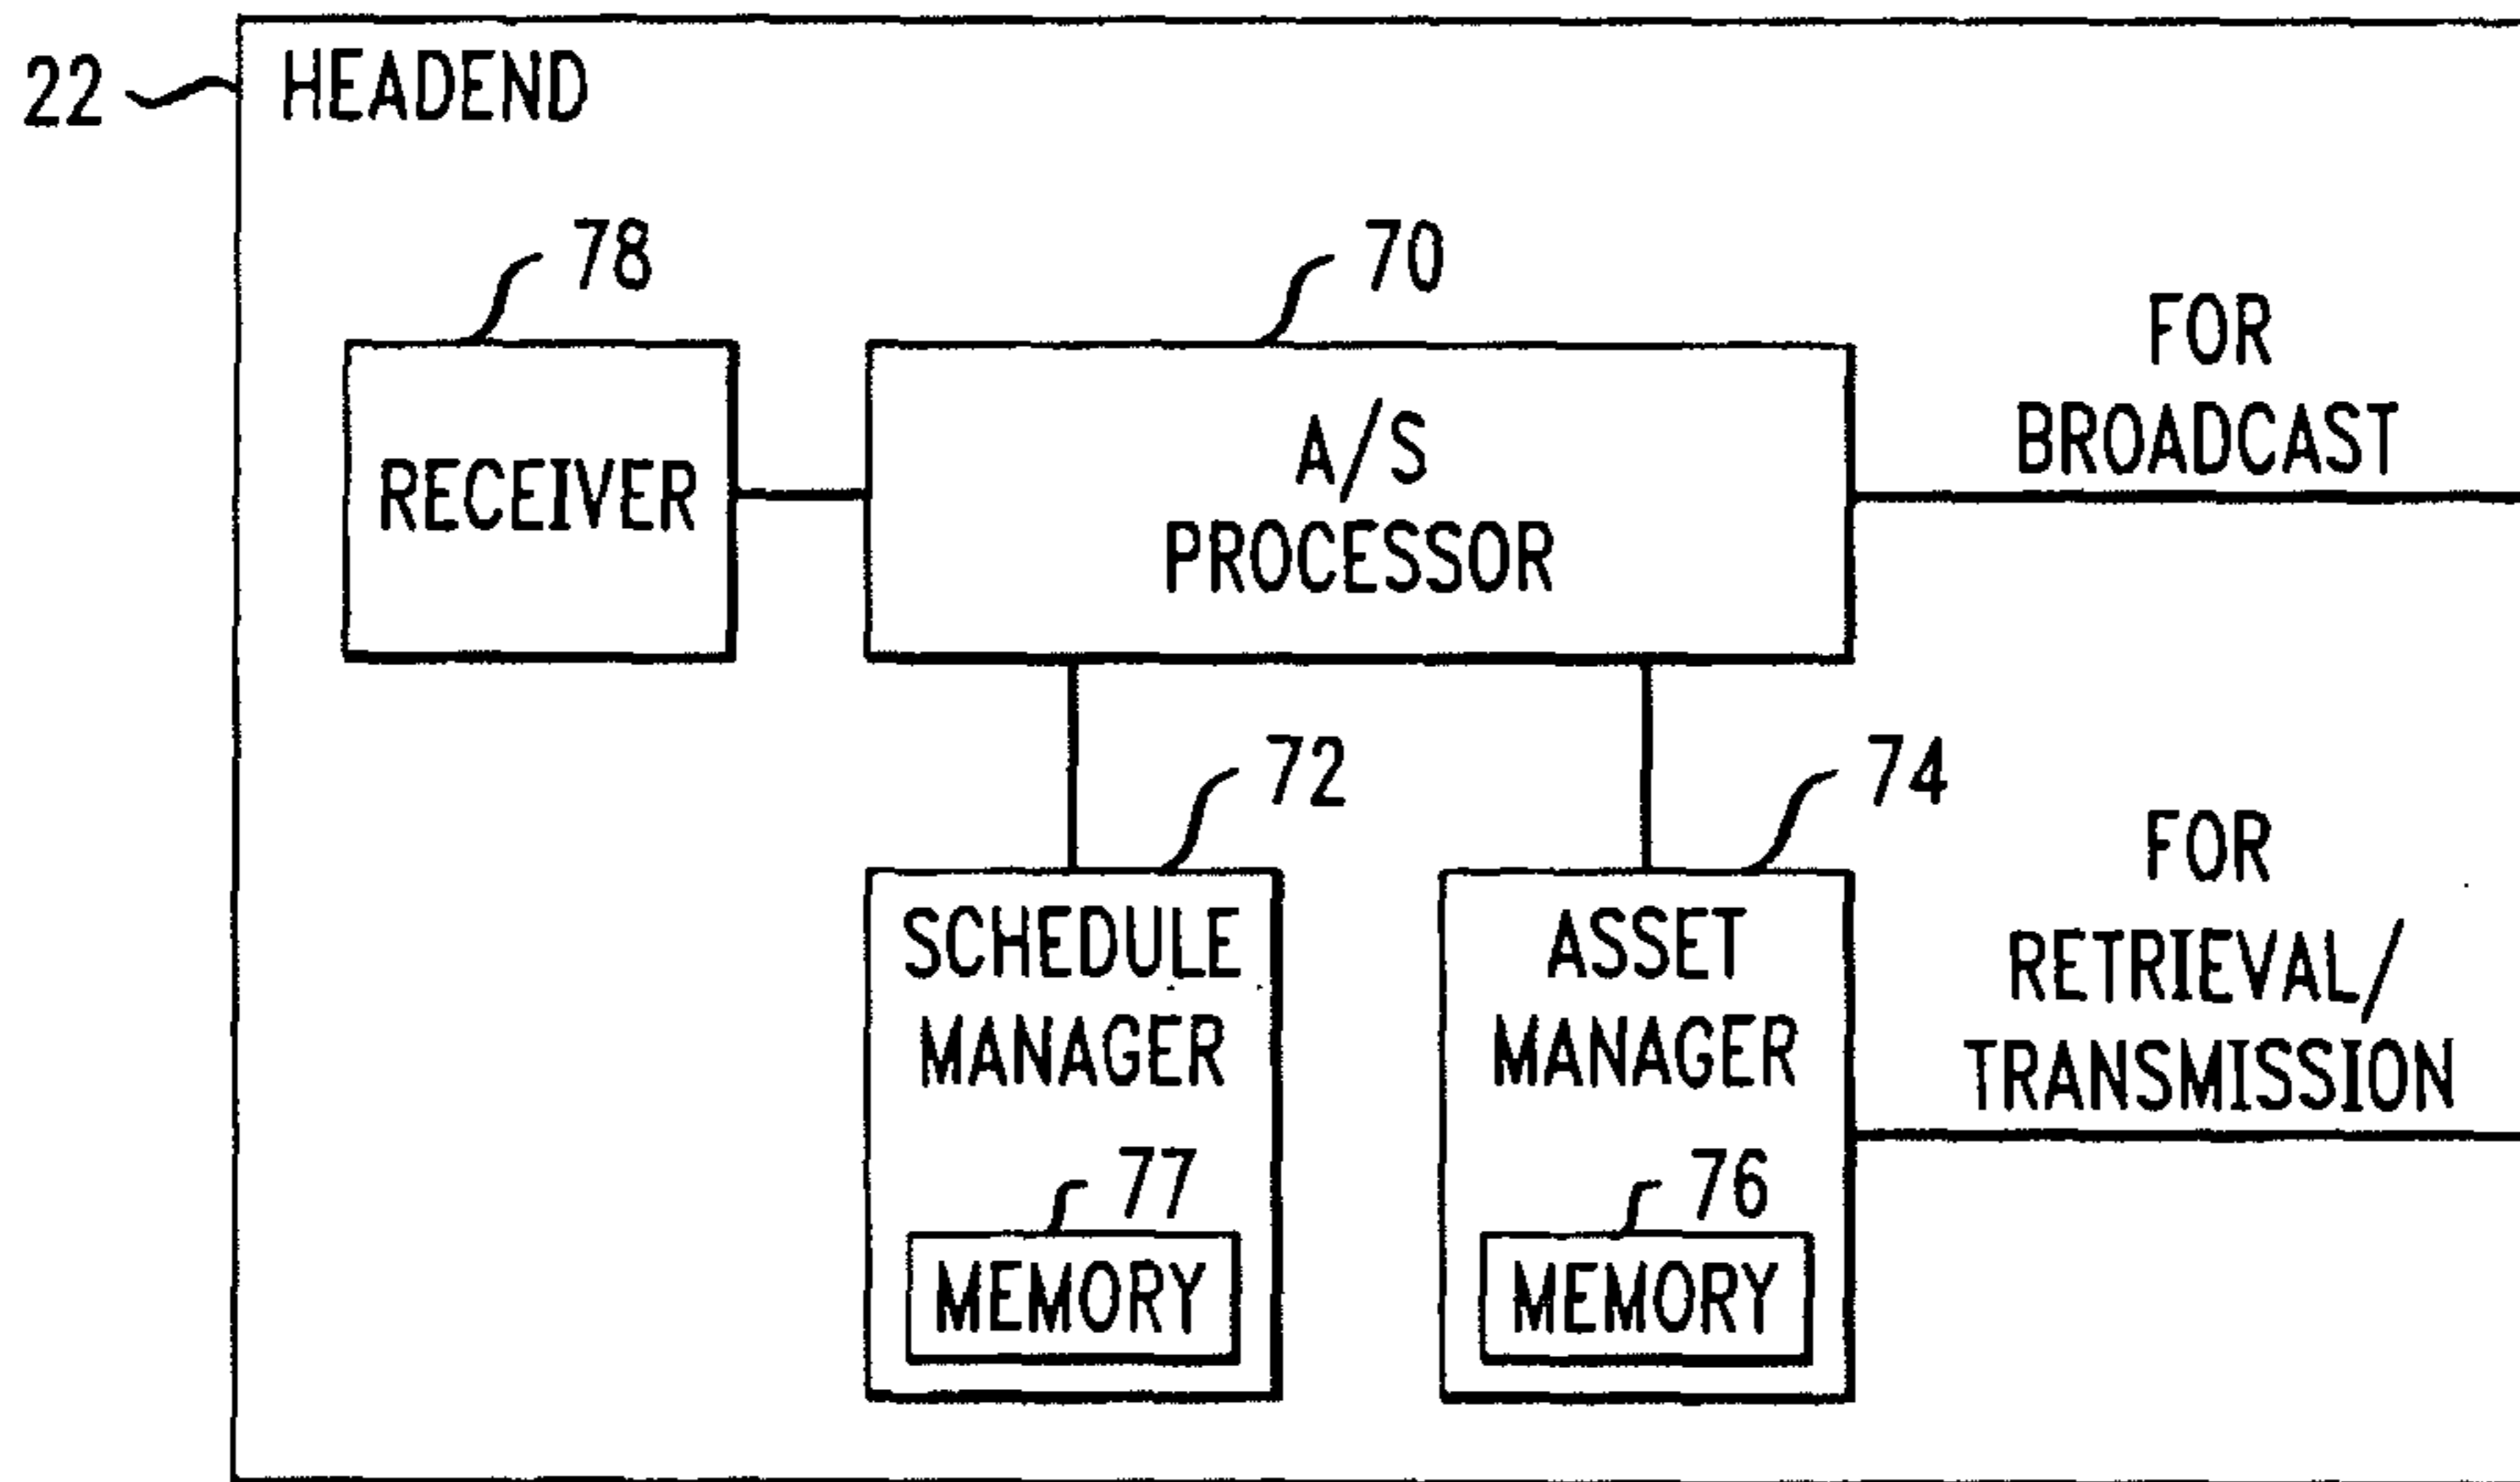 22
HEADEND
78
70
FOR
BROADCAST
RECEIVER
A/S
PROCESSOR
72
74
FOR
RETRIEVAL/
TRANSMISSION
SCHEDULE
MANAGER
77
MEMORY
ASSET
MANAGER
76
MEMORY